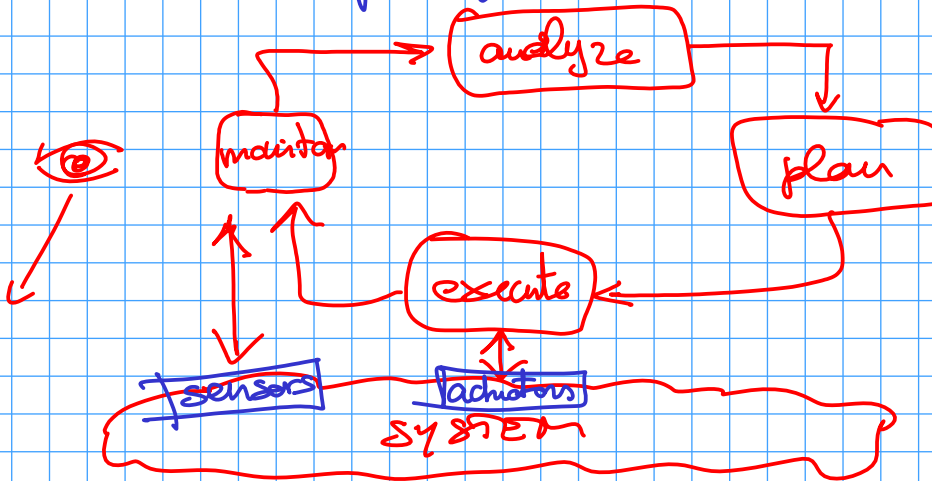 analyze
monitor
plan
execute
sensors
actuators
system